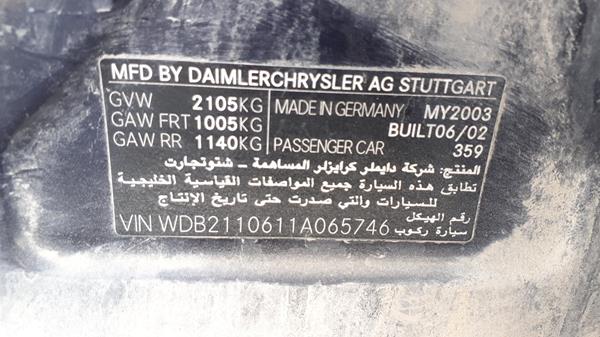 MFD BY DAIMLERCHRYSLER AG STUTTGART
GVW 2105KG MADE IN GERMANY MY2003
GAW FRT 1005KG BUILT06/02
GAW RR 1140KG PASSENGER CAR 359
المنتج: شركة دايملر كرايزلر المساهمة - شتوتجارت
تطابق هذه السيارة جميع المواصفات القياسية الخليجية
للسيارات والتي صدرت حتى تاريخ الإنتاج
رقم الهيكل
VIN WDB2110611A065746 سيارة ركوب